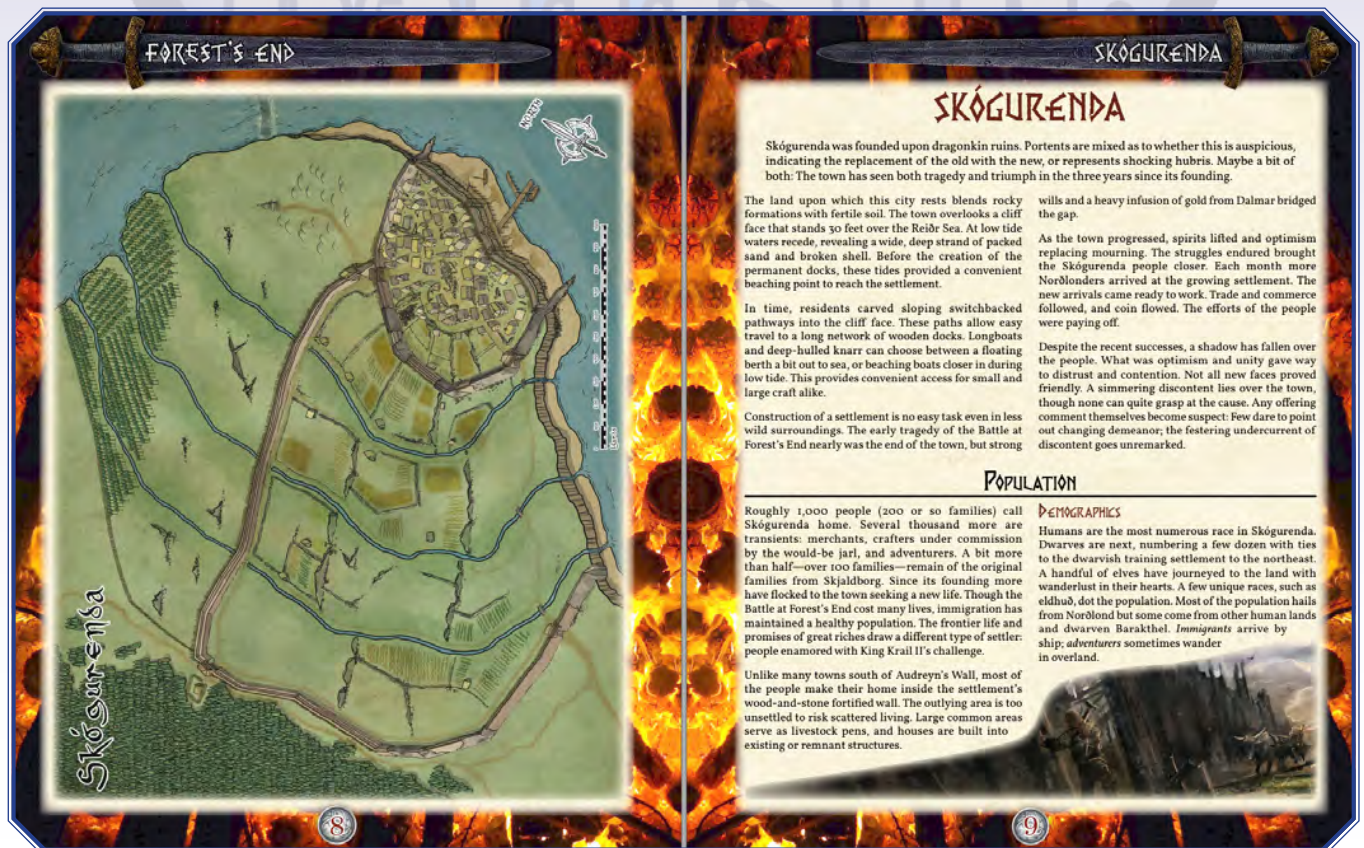 FOREST'S END
NORTH
Skógurenda
8
SKÓGURENDA
SKÓGURENDA
Skógurenda was founded upon dragonkin ruins. Portents are mixed as to whether this is auspicious,
indicating the replacement of the old with the new, or represents shocking hubris. Maybe a bit of
both: The town has seen both tragedy and triumph in the three years since its founding.
The land upon which this city rests blends rocky
formations with fertile soil. The town overlooks a cliff
face that stands 30 feet over the Reiðr Sea. At low tide
waters recede, revealing a wide, deep strand of packed
sand and broken shell. Before the creation of the
permanent docks, these tides provided a convenient
beaching point to reach the settlement.
In time, residents carved sloping switchbacked
pathways into the cliff face. These paths allow easy
travel to a long network of wooden docks. Longboats
and deep-hulled knarr can choose between a floating
berth a bit out to sea, or beaching boats closer in during
low tide. This provides convenient access for small and
large craft alike.
Construction of a settlement is no easy task even in less
wild surroundings. The early tragedy of the Battle at
Forest's End nearly was the end of the town, but strong
wills and a heavy infusion of gold from Dalmar bridged
the gap.
As the town progressed, spirits lifted and optimism
replacing mourning. The struggles endured brought
the Skógurenda people closer. Each month more
Norðlonders arrived at the growing settlement. The
new arrivals came ready to work. Trade and commerce
followed, and coin flowed. The efforts of the people
were paying off.
Despite the recent successes, a shadow has fallen over
the people. What was optimism and unity gave way
to distrust and contention. Not all new faces proved
friendly. A simmering discontent lies over the town,
though none can quite grasp at the cause. Any offering
comment themselves become suspect: Few dare to point
out changing demeanor; the festering undercurrent of
discontent goes unremarked.
POPULATION
Roughly 1,000 people (200 or so families) call
Skógurenda home. Several thousand more are
transients: merchants, crafters under commission
by the would-be jarl, and adventurers. A bit more
than half—over 100 families—remain of the original
families from Skjaldborg. Since its founding more
have flocked to the town seeking a new life. Though the
Battle at Forest's End cost many lives, immigration has
maintained a healthy population. The frontier life and
promises of great riches draw a different type of settler:
people enamored with King Krail II's challenge.
Unlike many towns south of Audreyn's Wall, most of
the people make their home inside the settlement's
wood-and-stone fortified wall. The outlying area is too
unsettled to risk scattered living. Large common areas
serve as livestock pens, and houses are built into
existing or remnant structures.
DEMOGRAPHICS
Humans are the most numerous race in Skógurenda.
Dwarves are next, numbering a few dozen with ties
to the dwarvish training settlement to the northeast.
A handful of elves have journeyed to the land with
wanderlust in their hearts. A few unique races, such as
eldhuð, dot the population. Most of the population hails
from Norðlond but some come from other human lands
and dwarven Barakthel. Immigrants arrive by
ship; adventurers sometimes wander
in overland.
9